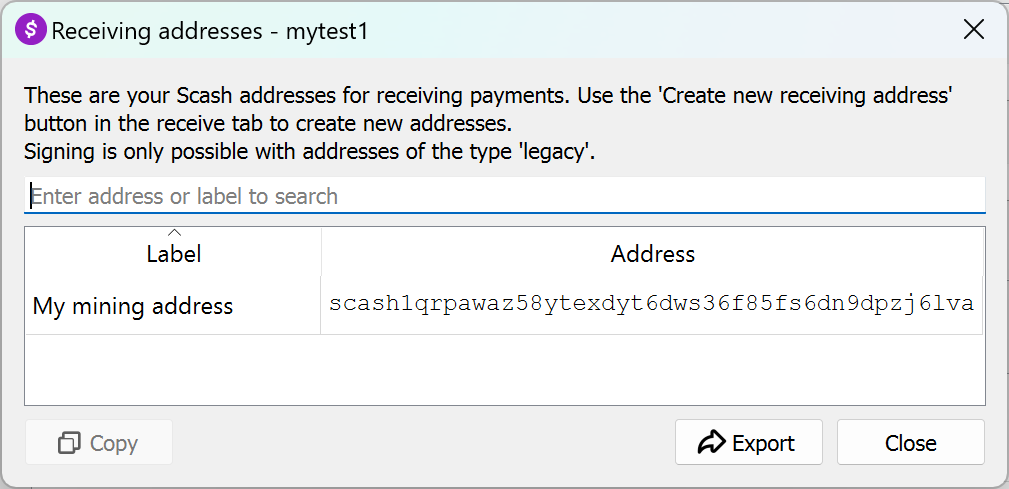 $ Receiving addresses - mytest1
These are your Scash addresses for receiving payments. Use the 'Create new receiving address'
button in the receive tab to create new addresses.
Signing is only possible with addresses of the type 'legacy'.
Enter address or label to search
Label Address
My mining address scash1qrpawaz58ytexdyt6dws36f85fs6dn9dpzj6lva
Copy Export Close